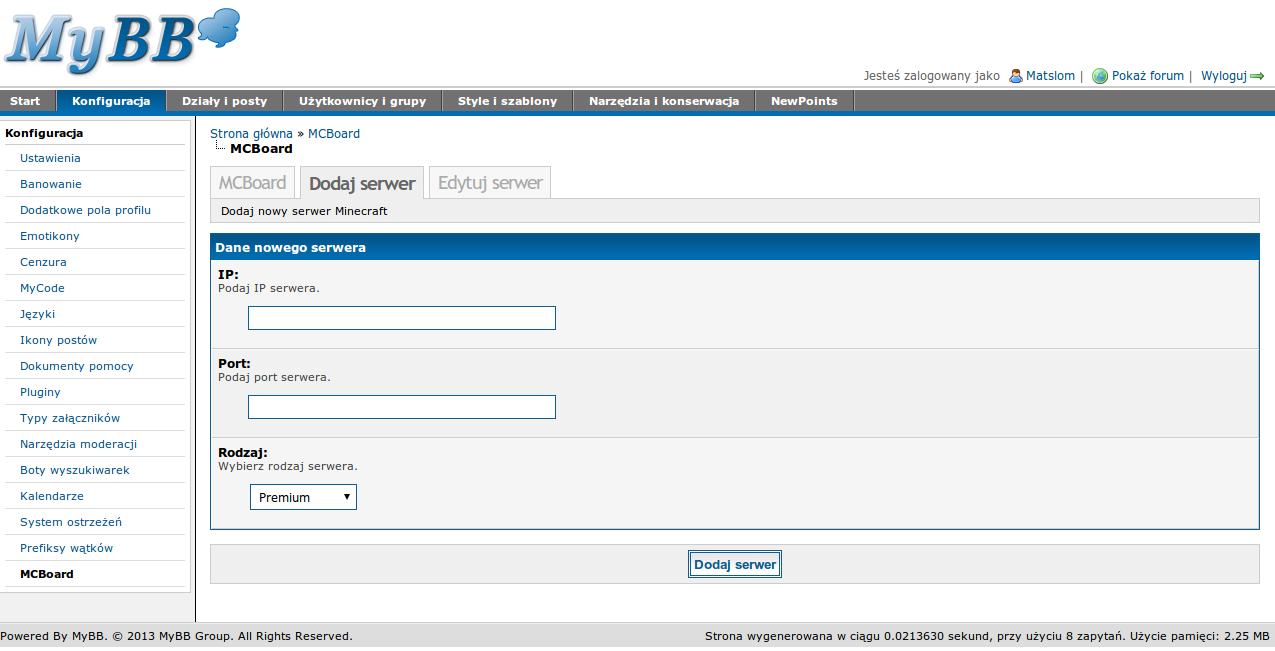 MyBB
Jesteś zalogowany jako Matslom | Pokaż forum | Wyloguj
Start Konfiguracja Działy i posty Użytkownicy i grupy Style i szablony Narzędzia i konserwacja NewPoints
Konfiguracja
Ustawienia
Banowanie
Dodatkowe pola profilu
Emotikony
Cenzura
MyCode
Języki
Ikony postów
Dokumenty pomocy
Pluginy
Typy załączników
Narzędzia moderacji
Boty wyszukiwarek
Kalendarze
System ostrzeżeń
Prefiksy wątków
MCBoard
Strona główna » MCBoard
MCBoard
MCBoard Dodaj serwer Edytuj serwer
Dodaj nowy serwer Minecraft
Dane nowego serwera
IP:
Podaj IP serwera.
Port:
Podaj port serwera.
Rodzaj:
Wybierz rodzaj serwera.
Premium
Dodaj serwer
Powered By MyBB. © 2013 MyBB Group. All Rights Reserved.
Strona wygenerowana w ciągu 0.0213630 sekund, przy użyciu 8 zapytań. Użycie pamięci: 2.25 MB